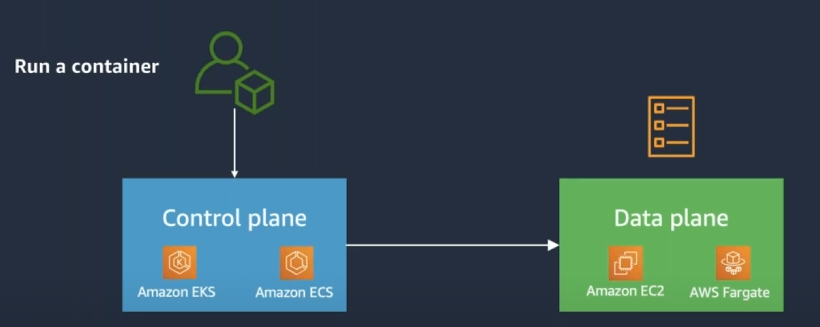 Run a container
Control plane
Amazon EKS
Amazon ECS
Data plane
Amazon EC2
AWS Fargate